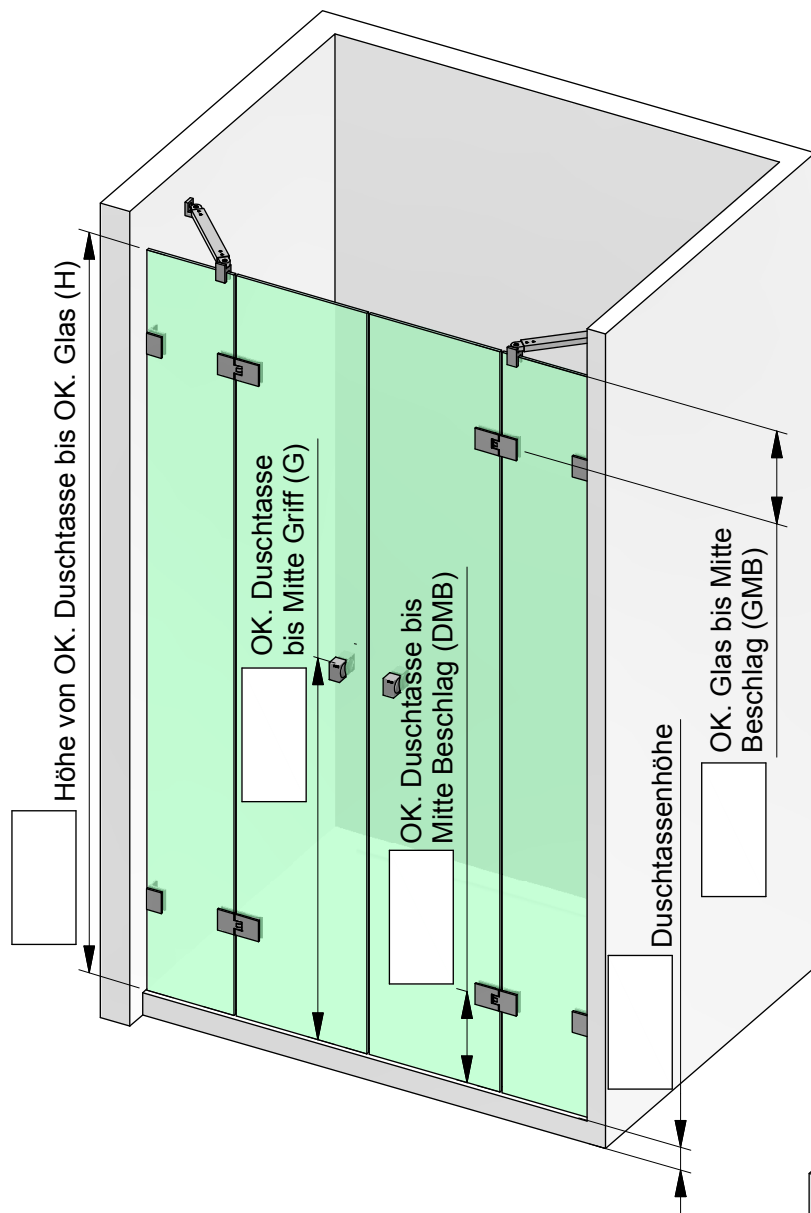 Höhe von OK. Duschtasse bis OK. Glas (H)
OK. Duschtasse
bis Mitte Griff (G)
OK. Duschtasse bis
Mitte Beschlag (DMB)
Duschtassenhöhe
OK. Glas bis Mitte
Beschlag (GMB)